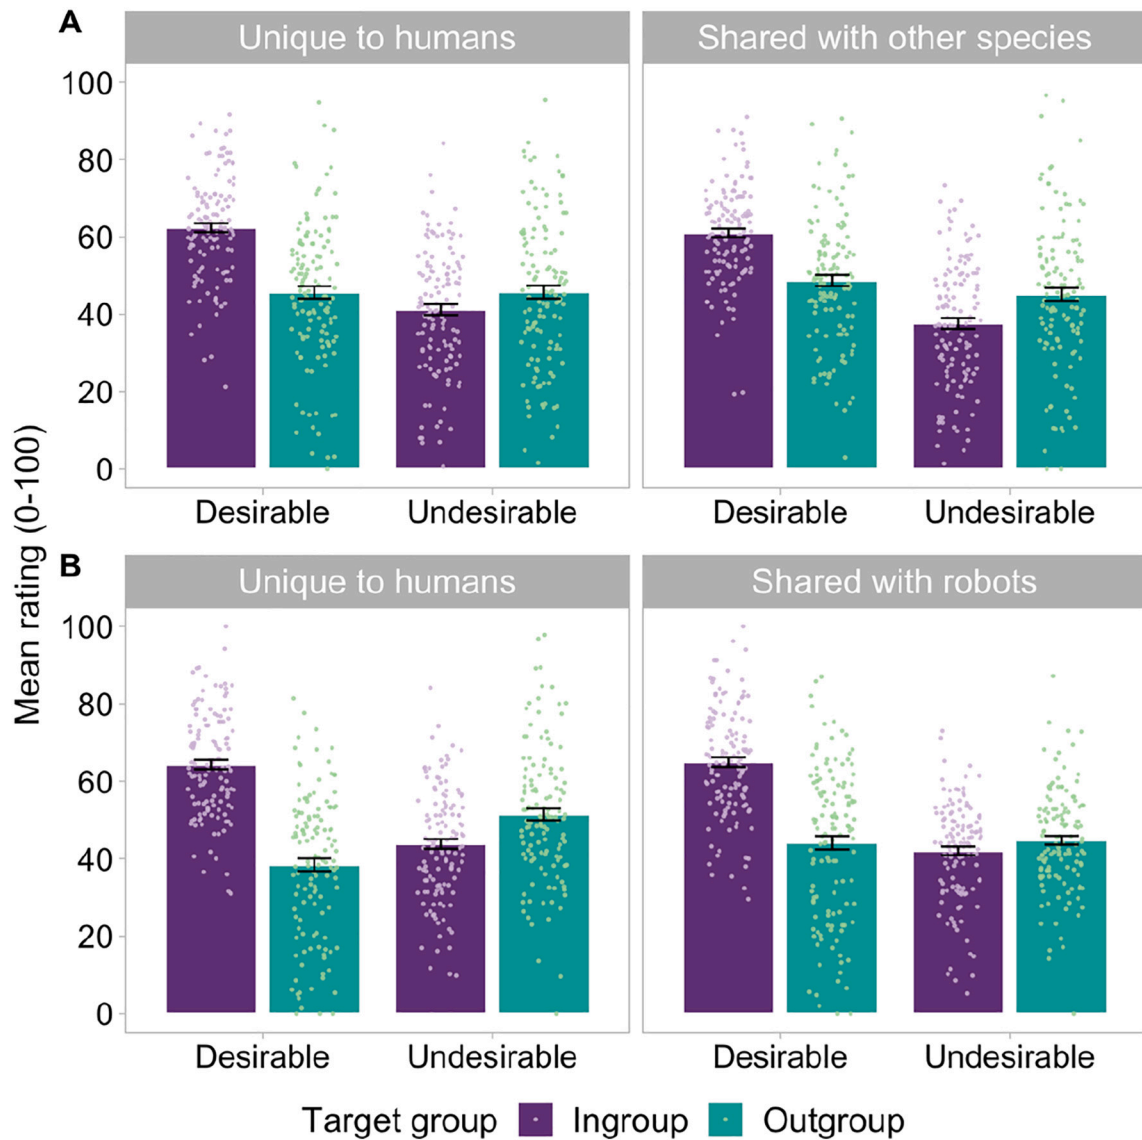 A
Unique to humans
Shared with other species
100
80
60
40
20
0
Desirable
Undesirable
Desirable
Undesirable
Mean rating (0-100)
B
Unique to humans
Shared with robots
100
80
60
40
20
0
Desirable
Undesirable
Desirable
Undesirable
Target group Ingroup Outgroup